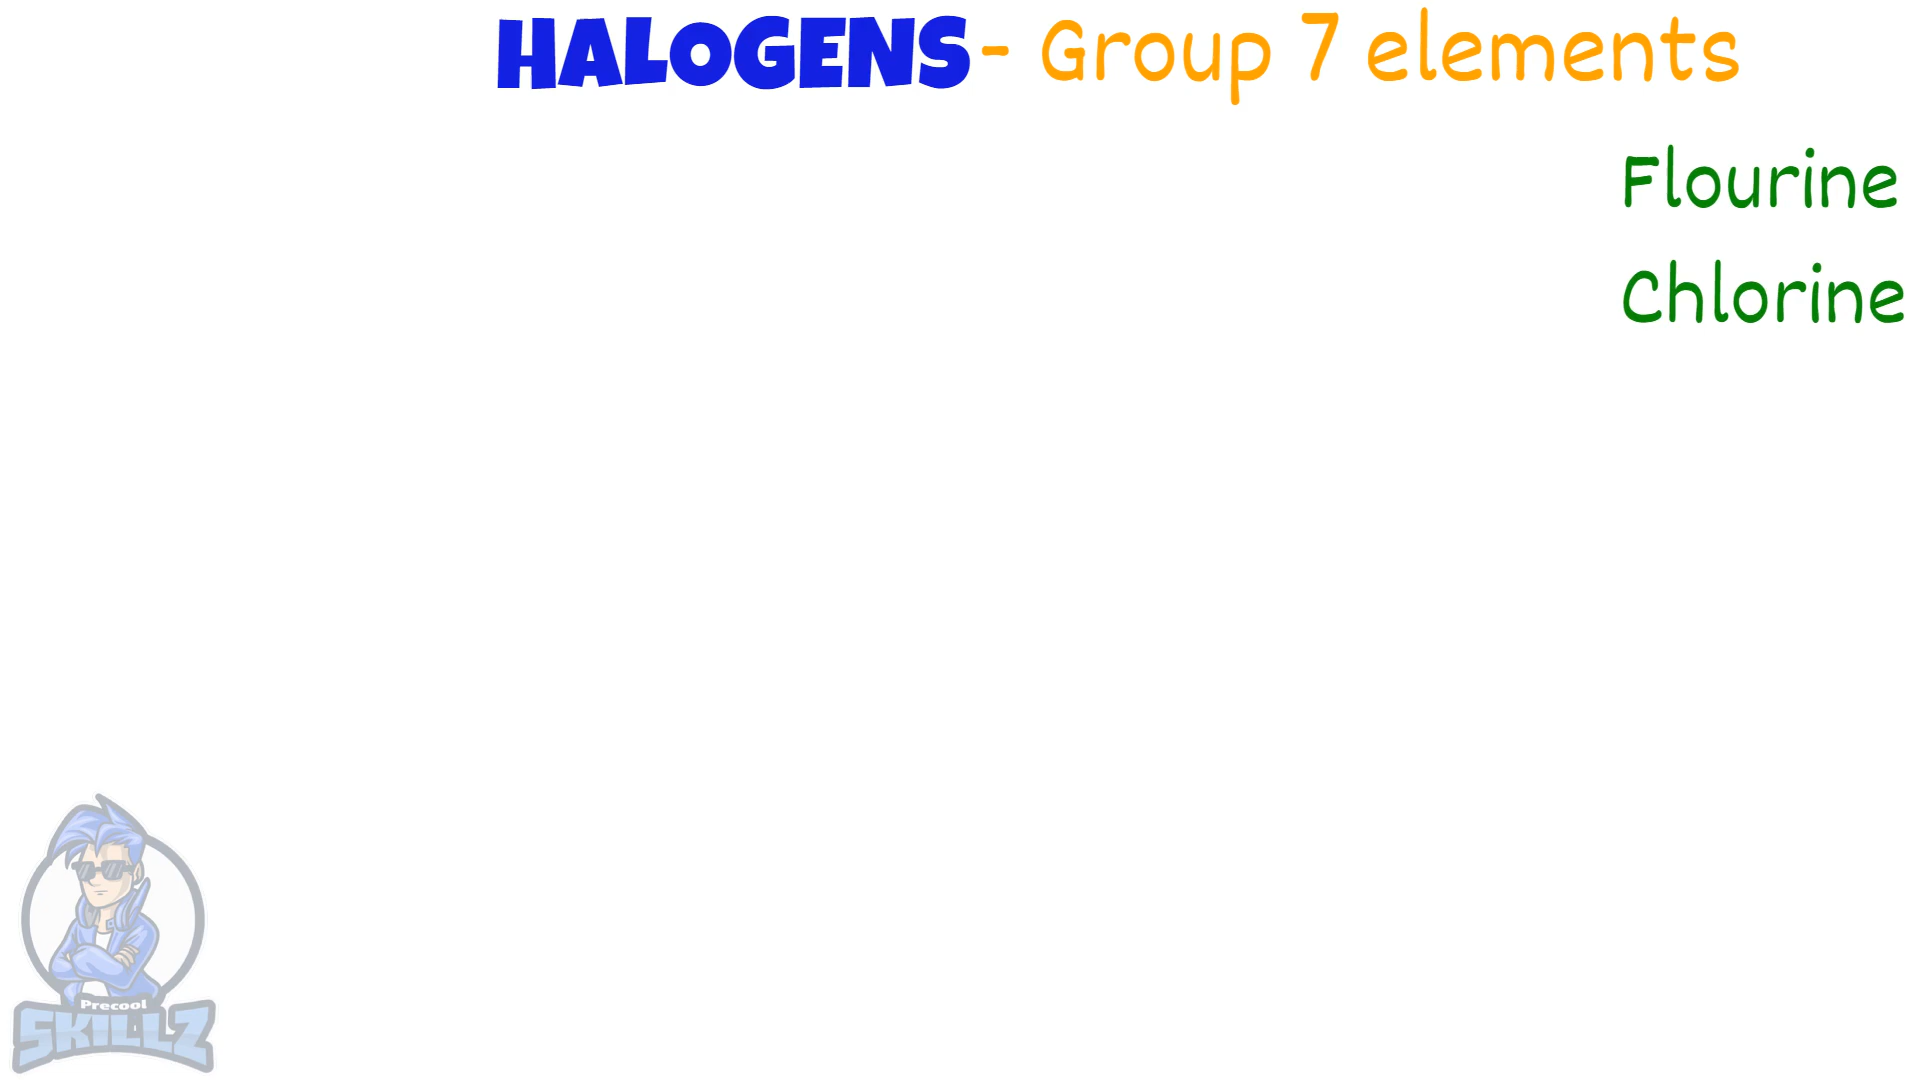 HALOGENS - Group 7 elements
Flourine
Chlorine
Precool
SKILLZ